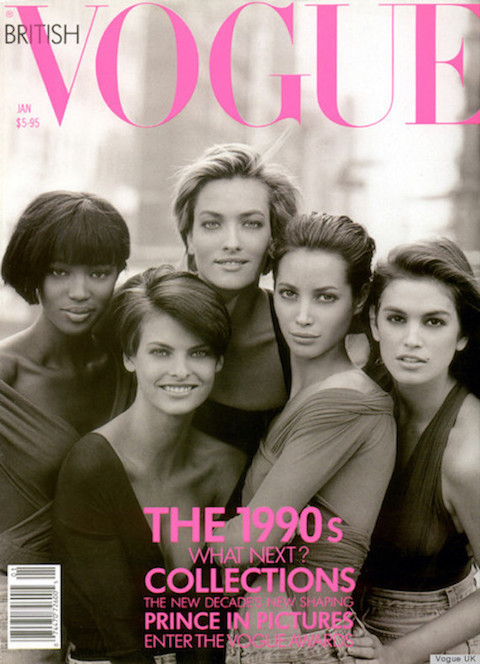 BRITISH
VOGUE
JAN
$5·95
THE 1990s
WHAT NEXT?
COLLECTIONS
THE NEW DECADE'S NEW SHAPING
PRINCE IN PICTURES
ENTER THE VOGUE AWARDS
01
Vogue UK